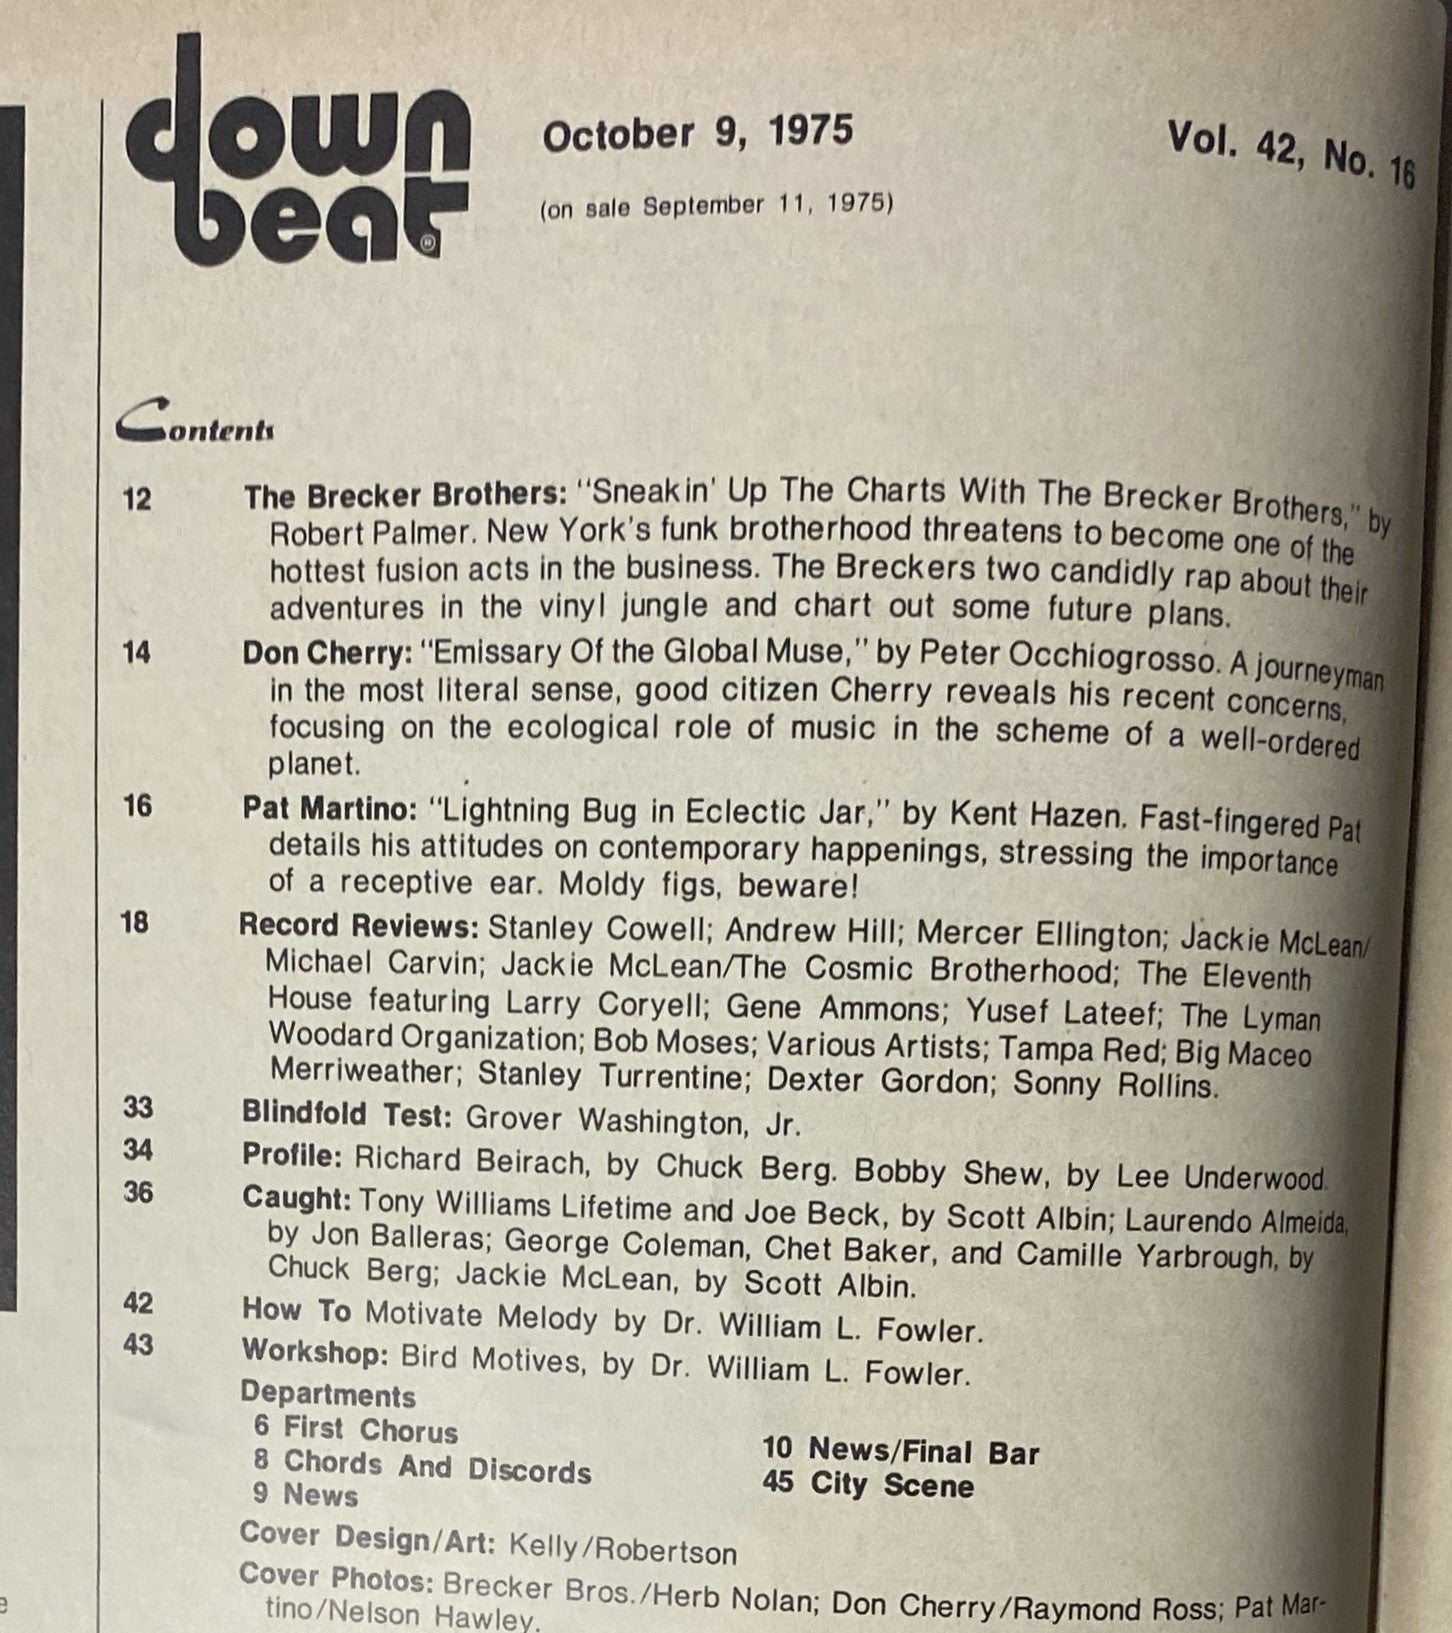 down
beat
®
October 9, 1975
(on sale September 11, 1975)
Vol. 42, No. 16
Contents
12 The Brecker Brothers: "Sneakin' Up The Charts With The Brecker Brothers," by
Robert Palmer. New York's funk brotherhood threatens to become one of the
hottest fusion acts in the business. The Breckers two candidly rap about their
adventures in the vinyl jungle and chart out some future plans.
14 Don Cherry: "Emissary Of the Global Muse," by Peter Occhiogrosso. A journeyman
in the most literal sense, good citizen Cherry reveals his recent concerns,
focusing on the ecological role of music in the scheme of a well-ordered
planet.
16 Pat Martino: "Lightning Bug in Eclectic Jar," by Kent Hazen. Fast-fingered Pat
details his attitudes on contemporary happenings, stressing the importance
of a receptive ear. Moldy figs, beware!
18 Record Reviews: Stanley Cowell; Andrew Hill; Mercer Ellington; Jackie McLean/
Michael Carvin; Jackie McLean/The Cosmic Brotherhood; The Eleventh
House featuring Larry Coryell; Gene Ammons; Yusef Lateef; The Lyman
Woodard Organization; Bob Moses; Various Artists; Tampa Red; Big Maceo
Merriweather; Stanley Turrentine; Dexter Gordon; Sonny Rollins.
33 Blindfold Test: Grover Washington, Jr.
34 Profile: Richard Beirach, by Chuck Berg. Bobby Shew, by Lee Underwood.
36 Caught: Tony Williams Lifetime and Joe Beck, by Scott Albin; Laurendo Almeida,
by Jon Balleras; George Coleman, Chet Baker, and Camille Yarbrough, by
Chuck Berg; Jackie McLean, by Scott Albin.
42 How To Motivate Melody by Dr. William L. Fowler.
43 Workshop: Bird Motives, by Dr. William L. Fowler.
Departments
6 First Chorus
8 Chords And Discords
9 News
10 News/Final Bar
45 City Scene
Cover Design/Art: Kelly/Robertson
Cover Photos: Brecker Bros./Herb Nolan; Don Cherry/Raymond Ross; Pat Mar-
tino/Nelson Hawley.